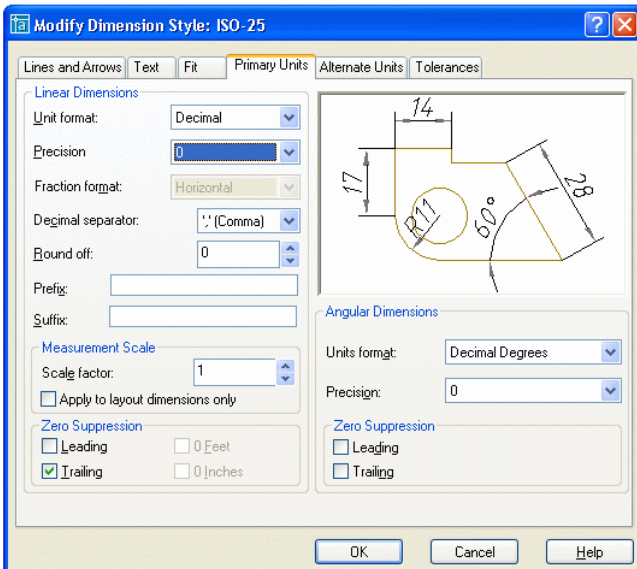 Modify Dimension Style: ISO-25
Lines and Arrows Text Fit Primary Units Alternate Units Tolerances
Linear Dimensions
Unit format: Decimal
Precision 0
Fraction format: Horizontal
Decimal separator: ',' (Comma)
Round off: 0
Prefix:
Suffix:
Measurement Scale
Scale factor: 1
Apply to layout dimensions only
Zero Suppression
Leading 0 Feet
Trailing 0 Inches
14
17
R11
60°
28
Angular Dimensions
Units format: Decimal Degrees
Precision: 0
Zero Suppression
Leading
Trailing
OK Cancel Help